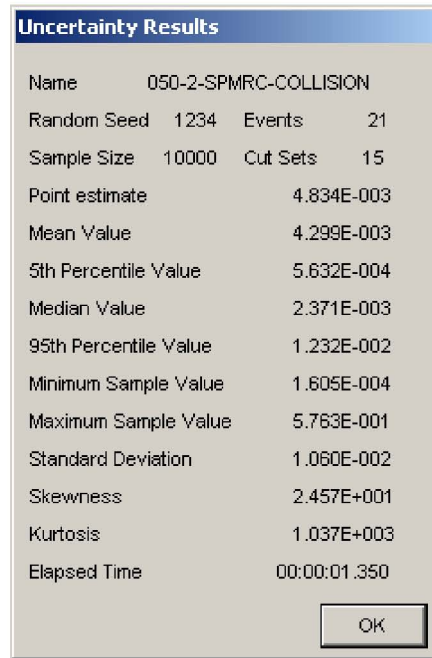 Uncertainty Results
Name 050-2-SPMRC-COLLISION
Random Seed 1234 Events 21
Sample Size 10000 Cut Sets 15
Point estimate 4.834E-003
Mean Value 4.299E-003
5th Percentile Value 5.632E-004
Median Value 2.371E-003
95th Percentile Value 1.232E-002
Minimum Sample Value 1.605E-004
Maximum Sample Value 5.763E-001
Standard Deviation 1.060E-002
Skewness 2.457E+001
Kurtosis 1.037E+003
Elapsed Time 00:00:01.350
OK